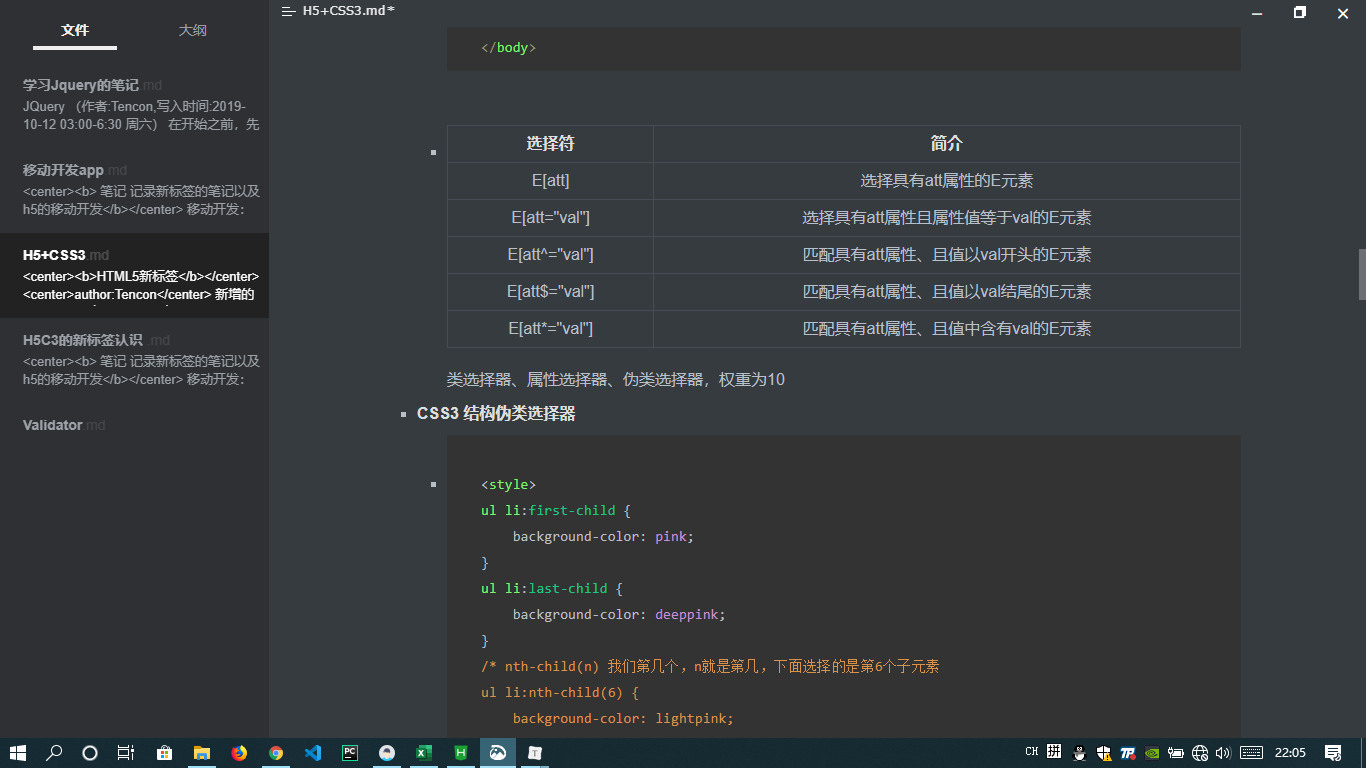 文件
大纲
学习Jquery的笔记.md
JQuery （作者:Tencon,写入时间:2019-
10-12 03:00-6:30 周六） 在开始之前，先
移动开发app.md
<center><b> 笔记 记录新标签的笔记以及
h5的移动开发</b></center> 移动开发：
H5+CSS3.md
<center><b>HTML5新标签</b></center>
<center>author:Tencon</center> 新增的
H5C3的新标签认识 .md
<center><b> 笔记 记录新标签的笔记以及
h5的移动开发</b></center> 移动开发：
Validator.md
H5+CSS3.md*
</body>
选择符 简介
E[att] 选择具有att属性的E元素
E[att="val"] 选择具有att属性且属性值等于val的E元素
E[att^="val"] 匹配具有att属性、且值以val开头的E元素
E[att$="val"] 匹配具有att属性、且值以val结尾的E元素
E[att*="val"] 匹配具有att属性、且值中含有val的E元素
类选择器、属性选择器、伪类选择器，权重为10
CSS3 结构伪类选择器
<style>
ul li:first-child {
background-color: pink;
}
ul li:last-child {
background-color: deeppink;
}
/* nth-child(n) 我们第几个，n就是第几，下面选择的是第6个子元素
ul li:nth-child(6) {
background-color: lightpink;
PC
X
H
T
CH 拼
22:05